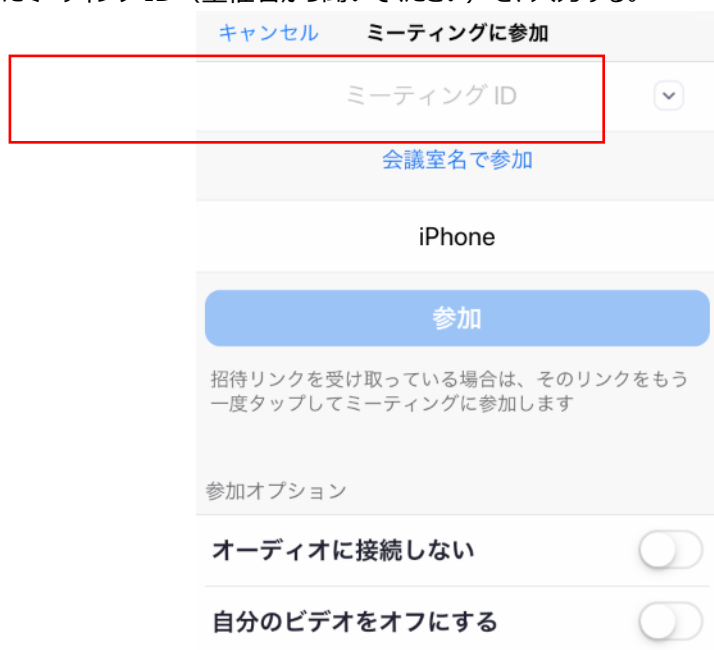 キャンセル ミーティングに参加
ミーティング ID
会議室名で参加
iPhone
参加
招待リンクを受け取っている場合は、そのリンクをもう
一度タップしてミーティングに参加します
参加オプション
オーディオに接続しない
自分のビデオをオフにする